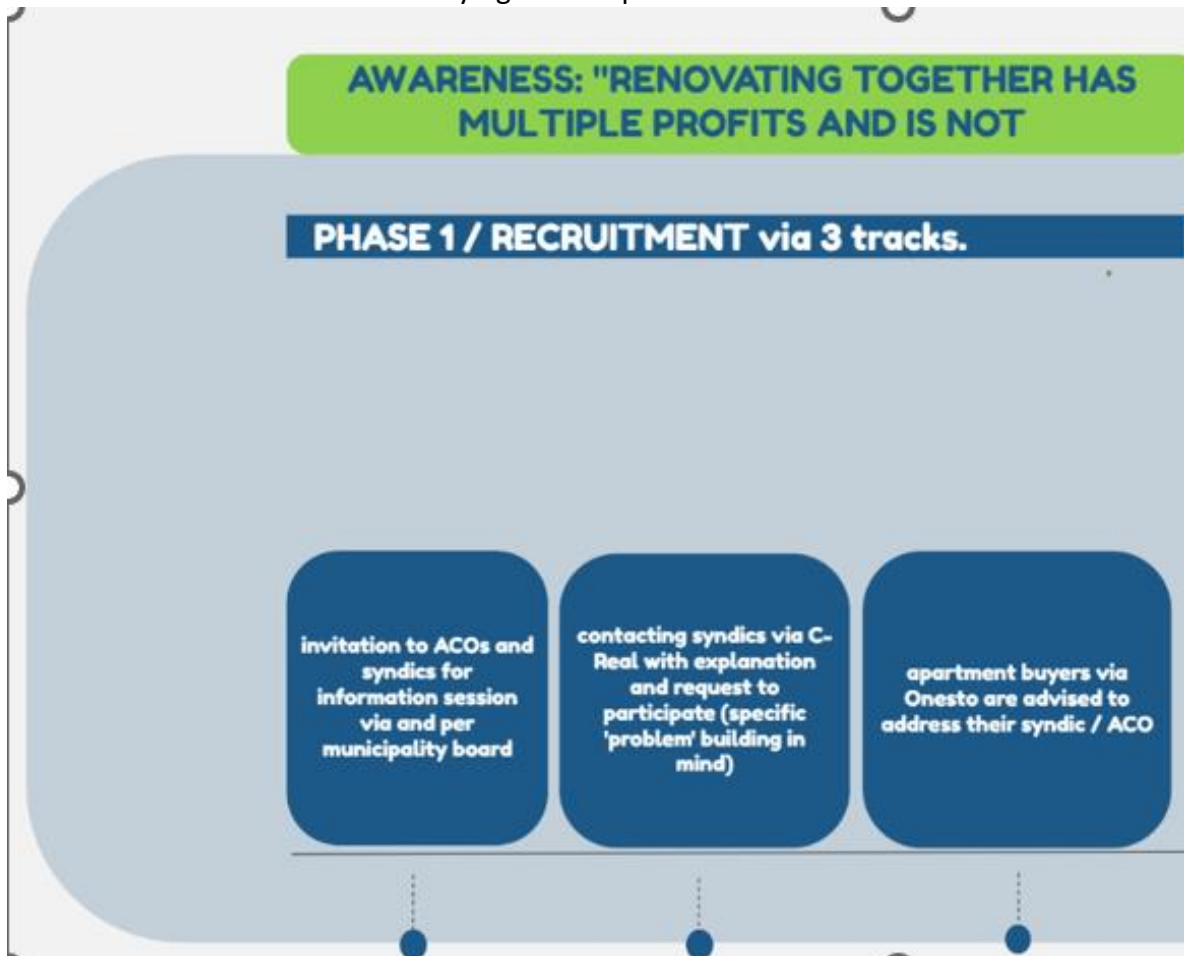 AWARENESS: "RENOVATING TOGETHER HAS
MULTIPLE PROFITS AND IS NOT
PHASE 1 / RECRUITMENT via 3 tracks.
invitation to ACOs and
syndics for
information session
via and per
municipality board
contacting syndics via C-
Real with explanation
and request to
participate (specific
'problem' building in
mind)
apartment buyers via
Onesto are advised to
address their syndic / ACO